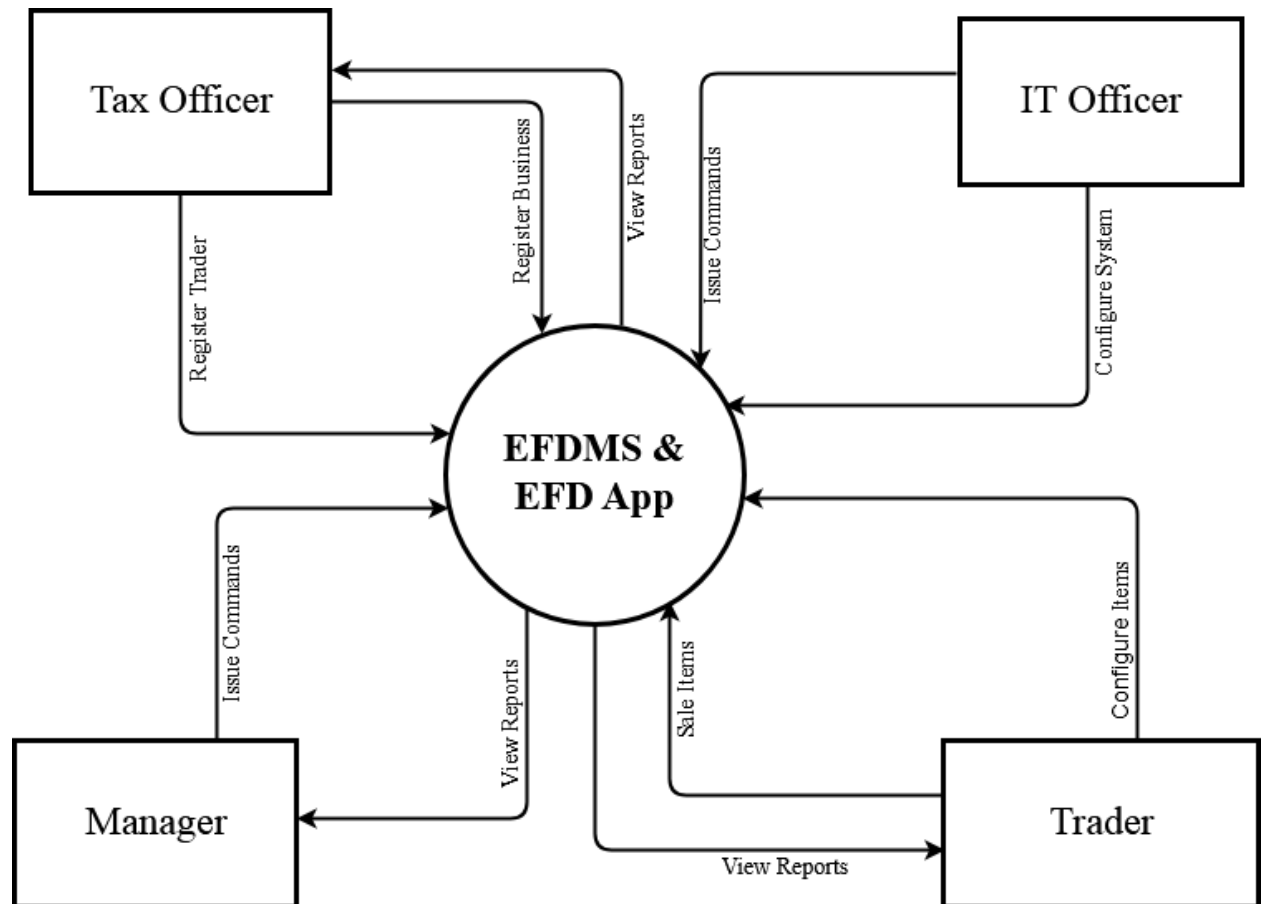 Tax Officer
IT Officer
Register Business
View Reports
Issue Commands
Configure System
Register Trader
EFDMS &
EFD App
Issue Commands
View Reports
Sale Items
Configure Items
Manager
Trader
View Reports